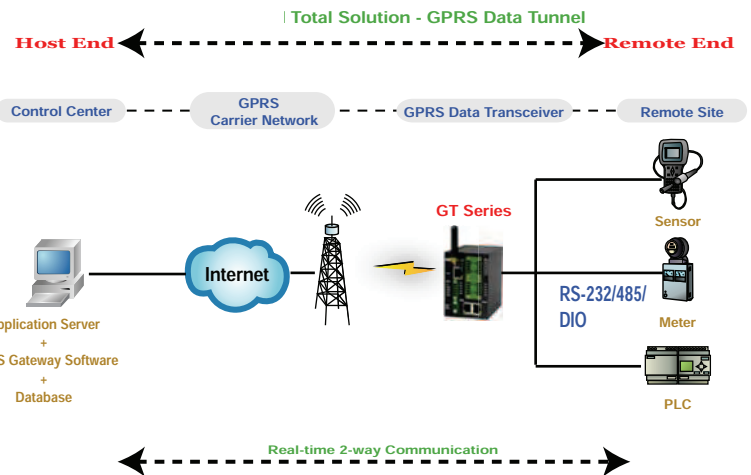 Total Solution - GPRS Data Tunnel
Host End
Remote End
Control Center
GPRS
Carrier Network
GPRS Data Transceiver
Remote Site
GT Series
Sensor
Internet
RS-232/485/
DIO
Meter
pplication Server
+
S Gateway Software
+
Database
PLC
Real-time 2-way Communication